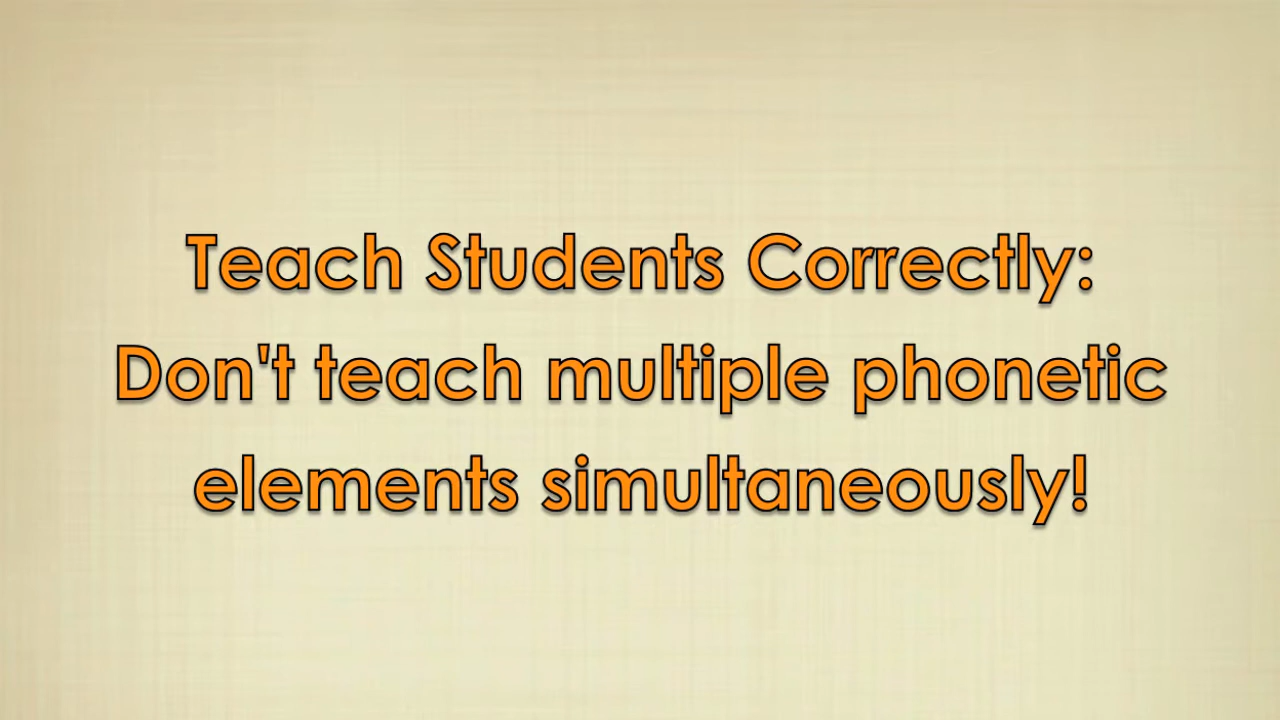 Teach Students Correctly:
Don't teach multiple phonetic
elements simultaneously!